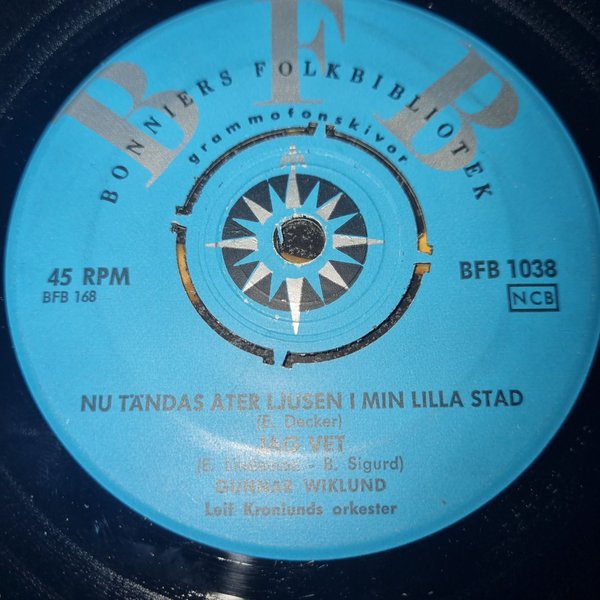 BFB
BONNIERS FOLKBIBLIOTEK
grammofonskivor
45 RPM
BFB 168
BFB 1038
NCB
NU TÄNDAS ÅTER LJUSEN I MIN LILLA STAD
(E. Decker)
JAG VET
(E. - B. Sigurd)
GUNNAR WIKLUND
Leif Kronlunds orkester